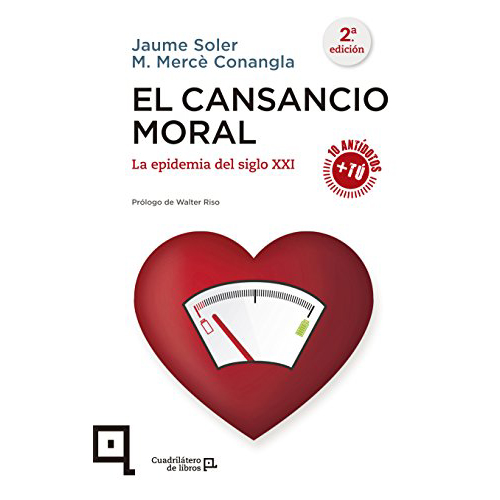 Jaume Soler
M. Mercè Conangla
2.ª
edición
EL CANSANCIO
MORAL
La epidemia del siglo XXI
10 ANTÍDOTOS
+TÚ
Prólogo de Walter Riso
Cuadrilátero
de libros